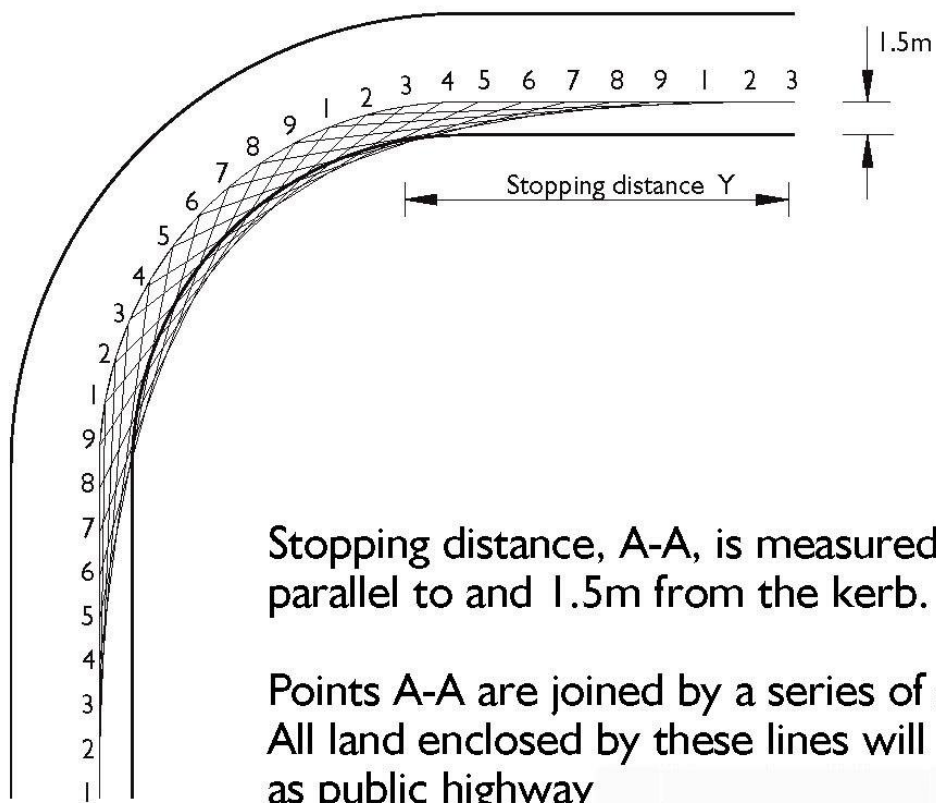 1.5m
1 2 3 4 5 6 7 8 9 1 2 3
9
8
7
6
Stopping distance Y
5
4
3
2
1
9
8
7
6
5
4
3
2
1
Stopping distance, A-A, is measured
parallel to and 1.5m from the kerb.
Points A-A are joined by a series of
All land enclosed by these lines will
as public highway